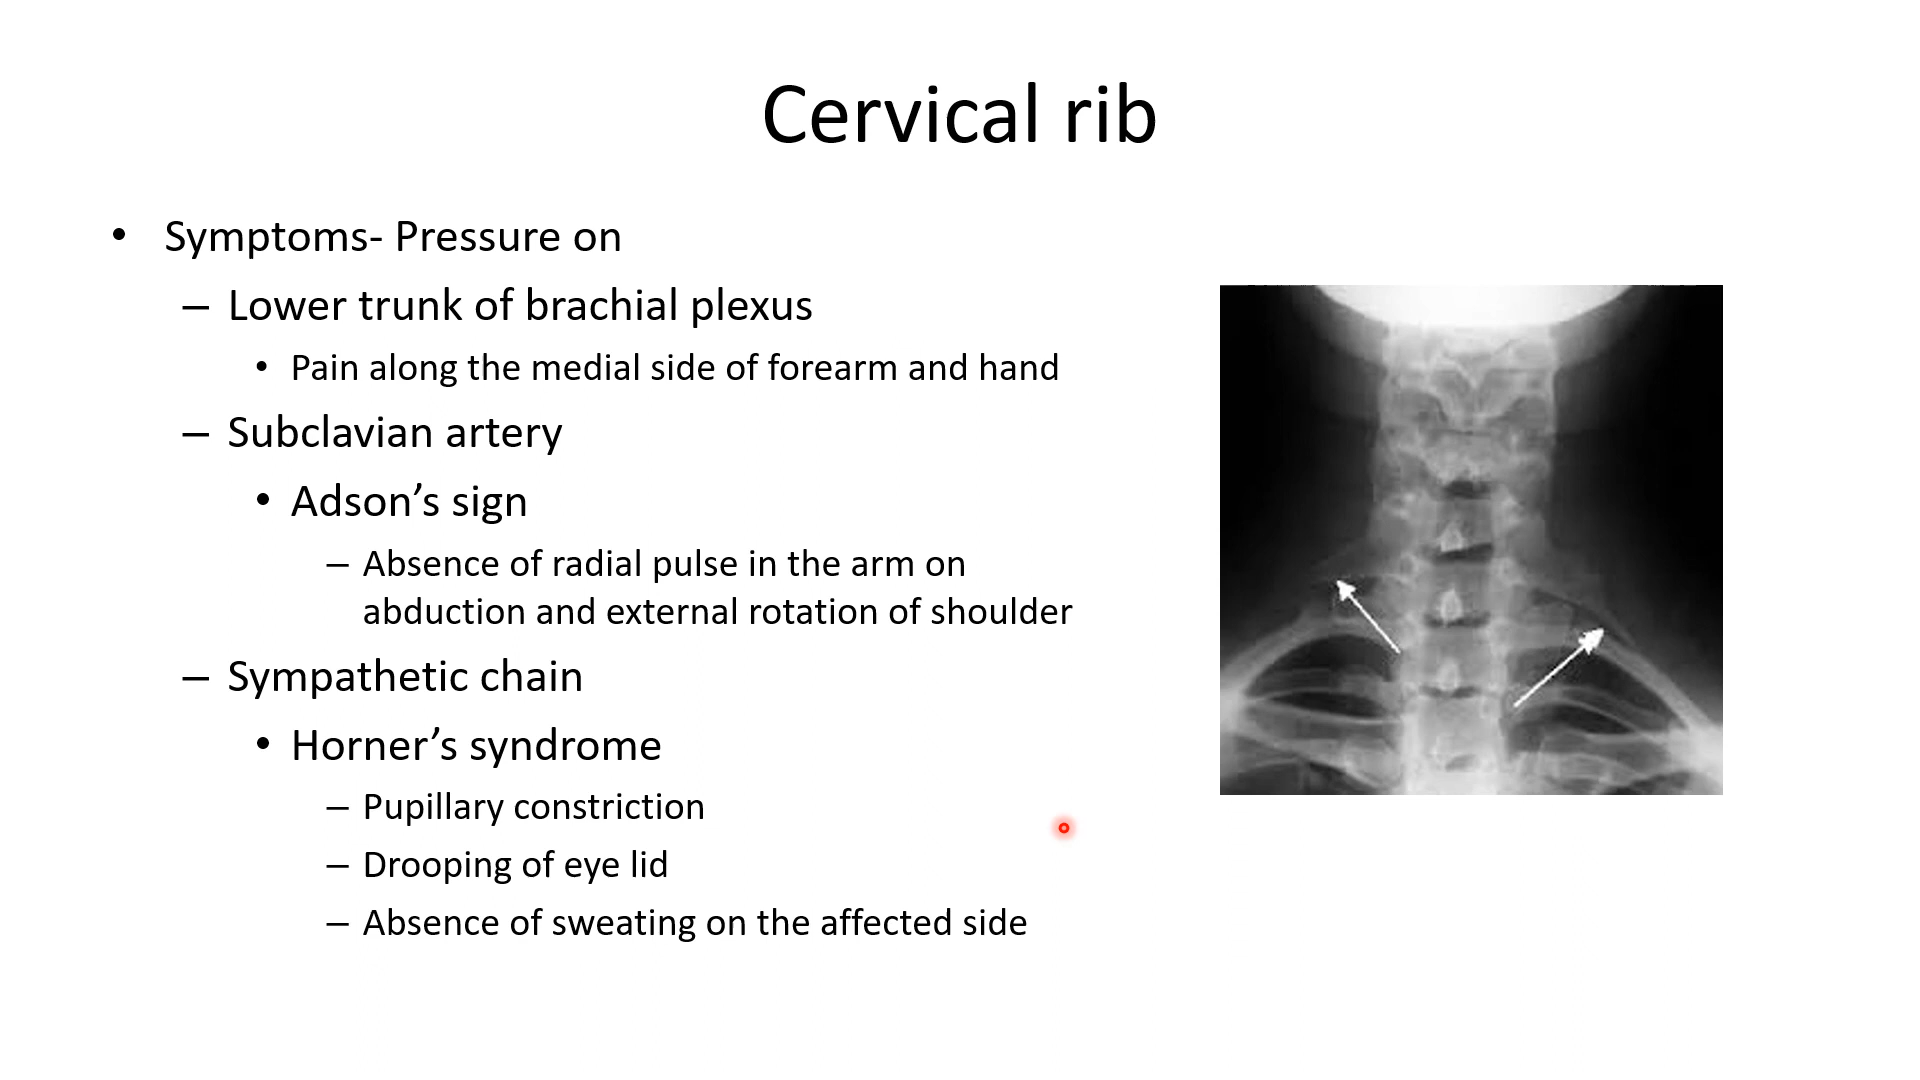 Cervical rib
• Symptoms- Pressure on
– Lower trunk of brachial plexus
• Pain along the medial side of forearm and hand
– Subclavian artery
• Adson’s sign
– Absence of radial pulse in the arm on
abduction and external rotation of shoulder
– Sympathetic chain
• Horner’s syndrome
– Pupillary constriction
– Drooping of eye lid
– Absence of sweating on the affected side